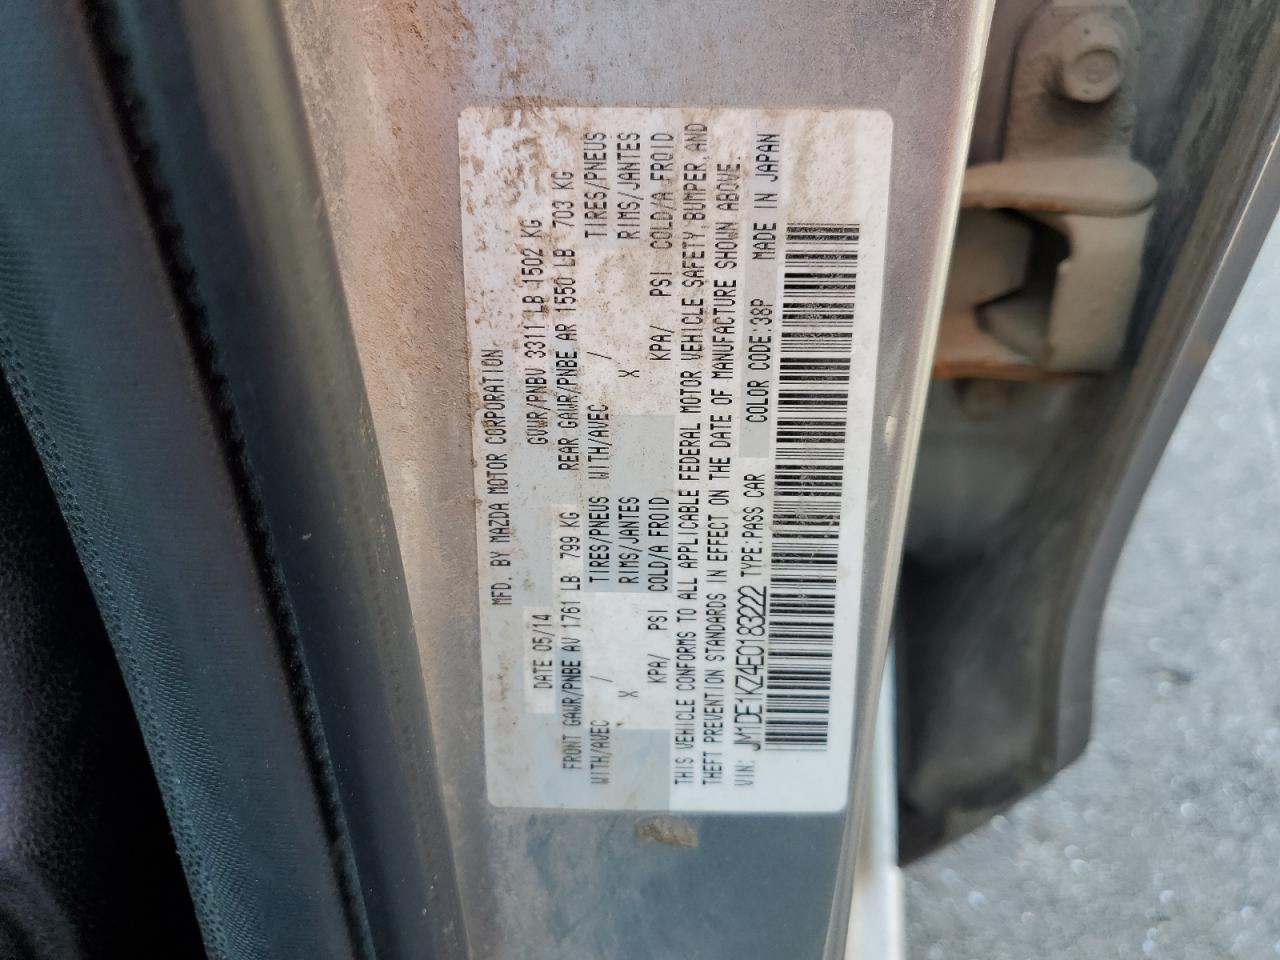 MFD. BY MAZDA MOTOR CORPORATION
DATE 05/14 GVWR/PNBV 3311 LB 1502 KG
FRONT GAWR/PNBE AV 1761 LB 799 KG REAR GAWR/PNBE AR 1550 LB 703 KG
WITH/AVEC / TIRES/PNEUS WITH/AVEC / TIRES/PNEUS
X RIMS/JANTES X RIMS/JANTES
KPA/ PSI COLD/A FROID KPA/ PSI COLD/A FROID
THIS VEHICLE CONFORMS TO ALL APPLICABLE FEDERAL MOTOR VEHICLE SAFETY, BUMPER, AND
THEFT PREVENTION STANDARDS IN EFFECT ON THE DATE OF MANUFACTURE SHOWN ABOVE.
VIN: JM1DE1KZ4E0183222 TYPE:PASS CAR COLOR CODE:38P MADE IN JAPAN